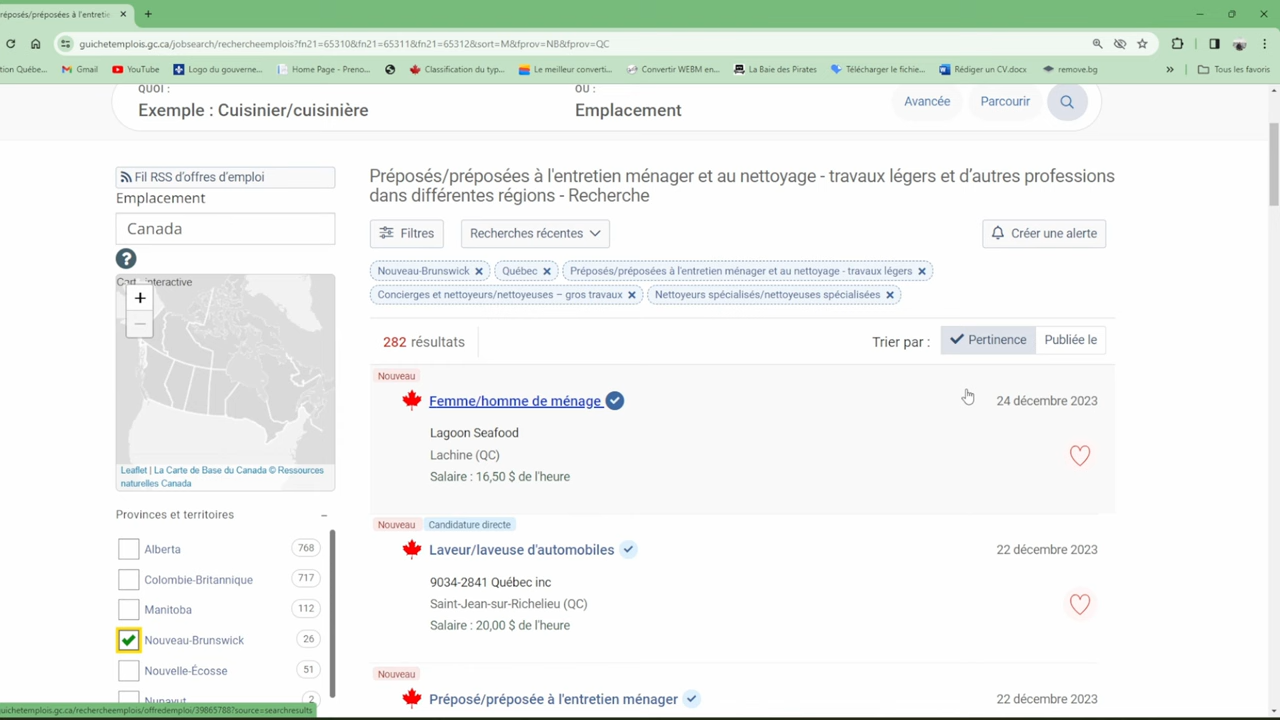 réposés/préposées à l'entretie
guichetemplois.gc.ca/jobsearch/rechercheemplois?fn21=65310&fn21=65311&fn21=65312&sort=M&fprov=NB&fprov=QC
tion Québe...
Gmail
YouTube
Logo du gouverne...
Home Page - Preno...
Classification du typ...
Le meilleur converti...
Convertir WEBM en...
La Baie des Pirates
Télécharger le fichie...
Rédiger un CV.docx
remove.bg
»
Tous les favoris
QUOI :
Exemple : Cuisinier/cuisinière
OÙ :
Emplacement
Avancée
Parcourir
Fil RSS d'offres d'emploi
Emplacement
Canada
?
Carte interactive
+
−
Leaflet | La Carte de Base du Canada © Ressources
naturelles Canada
Provinces et territoires
−
Alberta 768
Colombie-Britannique 717
Manitoba 112
Nouveau-Brunswick 26
Nouvelle-Écosse 51
Nunavut 2
Préposés/préposées à l'entretien ménager et au nettoyage - travaux légers et d'autres professions
dans différentes régions - Recherche
Filtres
Recherches récentes
Créer une alerte
Nouveau-Brunswick
Québec
Préposés/préposées à l'entretien ménager et au nettoyage - travaux légers
Concierges et nettoyeurs/nettoyeuses – gros travaux
Nettoyeurs spécialisés/nettoyeuses spécialisées
282 résultats
Trier par :
Pertinence
Publiée le
Nouveau
Femme/homme de ménage
24 décembre 2023
Lagoon Seafood
Lachine (QC)
Salaire : 16,50 $ de l'heure
Nouveau
Candidature directe
Laveur/laveuse d'automobiles
22 décembre 2023
9034-2841 Québec inc
Saint-Jean-sur-Richelieu (QC)
Salaire : 20,00 $ de l'heure
Nouveau
Préposé/préposée à l'entretien ménager
22 décembre 2023
guichetemplois.gc.ca/rechercheemplois/offredemploi/39865788?source=searchresults